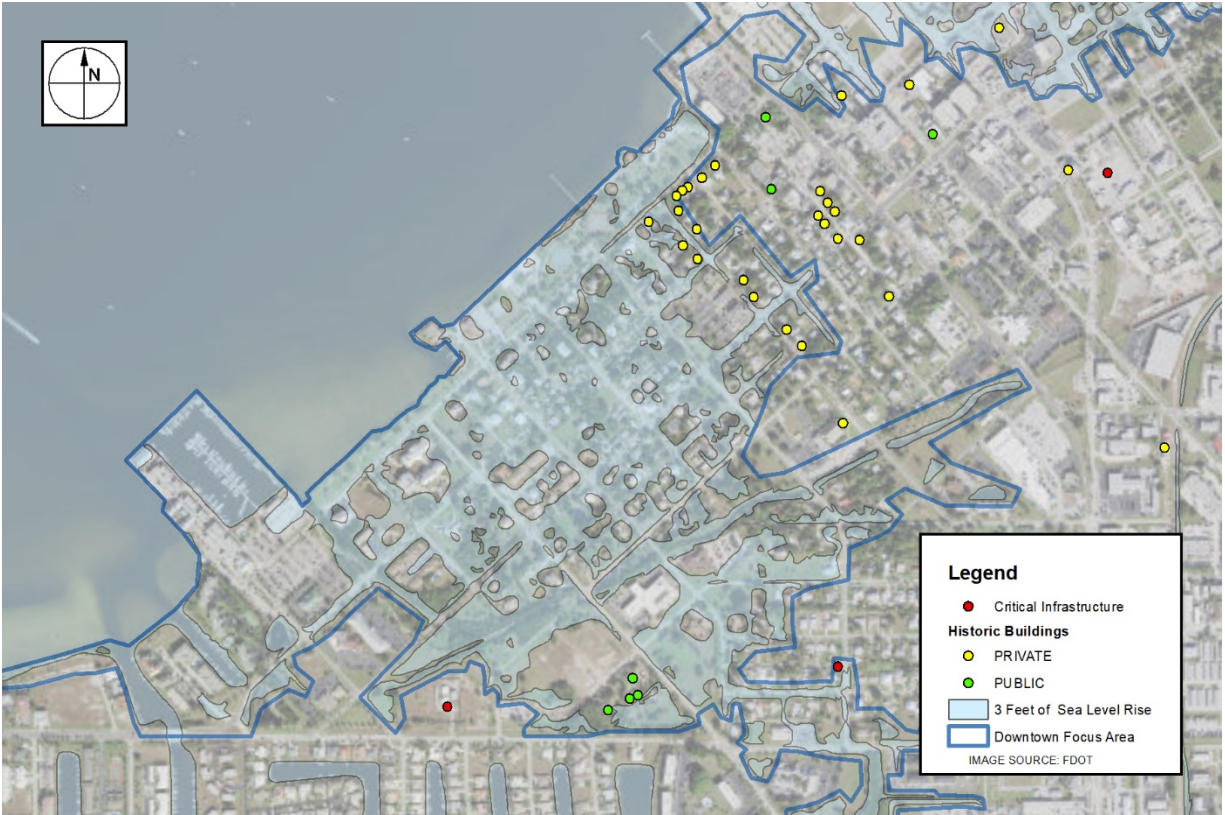 N
Legend
Critical Infrastructure
Historic Buildings
PRIVATE
PUBLIC
3 Feet of Sea Level Rise
Downtown Focus Area
IMAGE SOURCE: FDOT